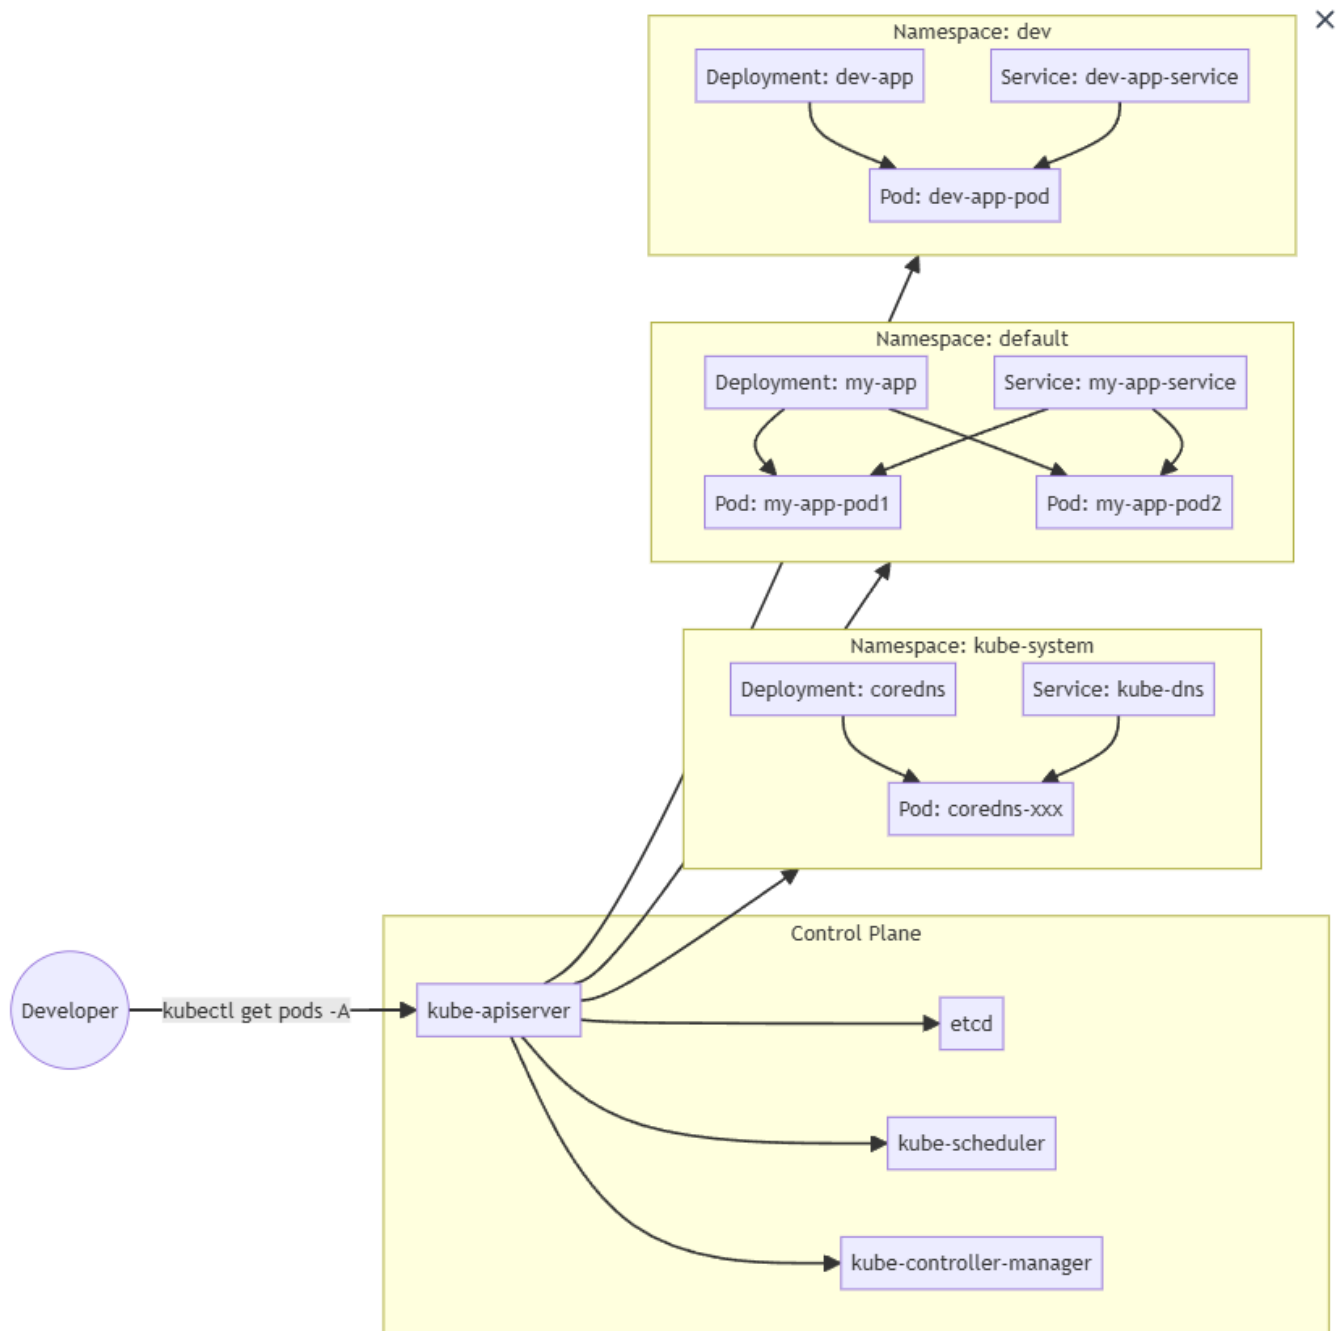 Namespace: dev
Deployment: dev-app
Service: dev-app-service
Pod: dev-app-pod
Namespace: default
Deployment: my-app
Service: my-app-service
Pod: my-app-pod1
Pod: my-app-pod2
Namespace: kube-system
Deployment: coredns
Service: kube-dns
Pod: coredns-xxx
Control Plane
Developer
kubectl get pods -A
kube-apiserver
etcd
kube-scheduler
kube-controller-manager